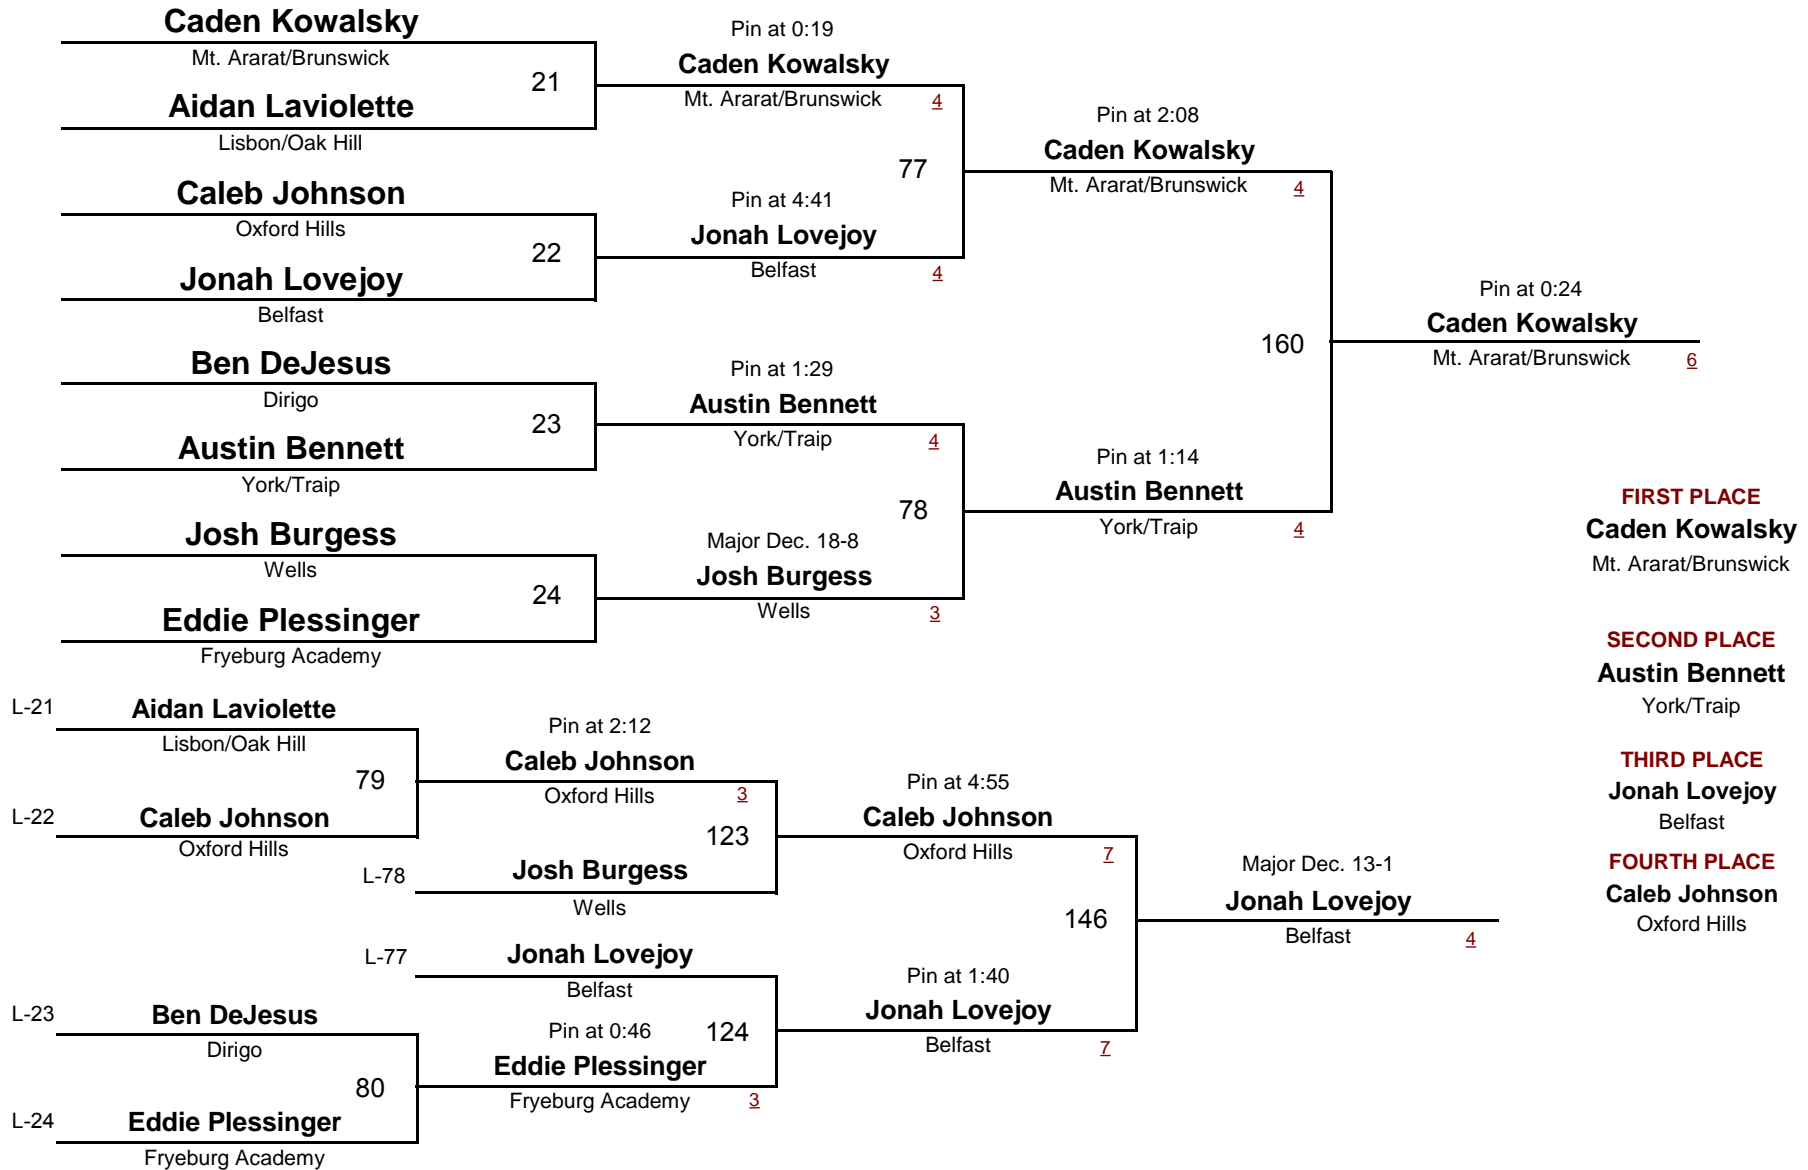 Caden Kowalsky
Mt. Ararat/Brunswick
21
Aidan Laviolette
Lisbon/Oak Hill
Caleb Johnson
Oxford Hills
22
Jonah Lovejoy
Belfast
Ben DeJesus
Dirigo
23
Austin Bennett
York/Traip
Josh Burgess
Wells
24
Eddie Plessinger
Fryeburg Academy
Pin at 0:19
Caden Kowalsky
Mt. Ararat/Brunswick 4
77
Pin at 4:41
Jonah Lovejoy
Belfast 4
Pin at 1:29
Austin Bennett
York/Traip 4
78
Major Dec. 18-8
Josh Burgess
Wells 3
Pin at 2:08
Caden Kowalsky
Mt. Ararat/Brunswick 4
160
Pin at 1:14
Austin Bennett
York/Traip 4
Pin at 0:24
Caden Kowalsky
Mt. Ararat/Brunswick 6
FIRST PLACE
Caden Kowalsky
Mt. Ararat/Brunswick
SECOND PLACE
Austin Bennett
York/Traip
THIRD PLACE
Jonah Lovejoy
Belfast
FOURTH PLACE
Caleb Johnson
Oxford Hills
L-21 Aidan Laviolette
Lisbon/Oak Hill
79
L-22 Caleb Johnson
Oxford Hills
L-23 Ben DeJesus
Dirigo
80
L-24 Eddie Plessinger
Fryeburg Academy
Pin at 2:12
Caleb Johnson
Oxford Hills 3
123
L-78 Josh Burgess
Wells
L-77 Jonah Lovejoy
Belfast
Pin at 0:46 124
Eddie Plessinger
Fryeburg Academy 3
Pin at 4:55
Caleb Johnson
Oxford Hills 7
146
Pin at 1:40
Jonah Lovejoy
Belfast 7
Major Dec. 13-1
Jonah Lovejoy
Belfast 4